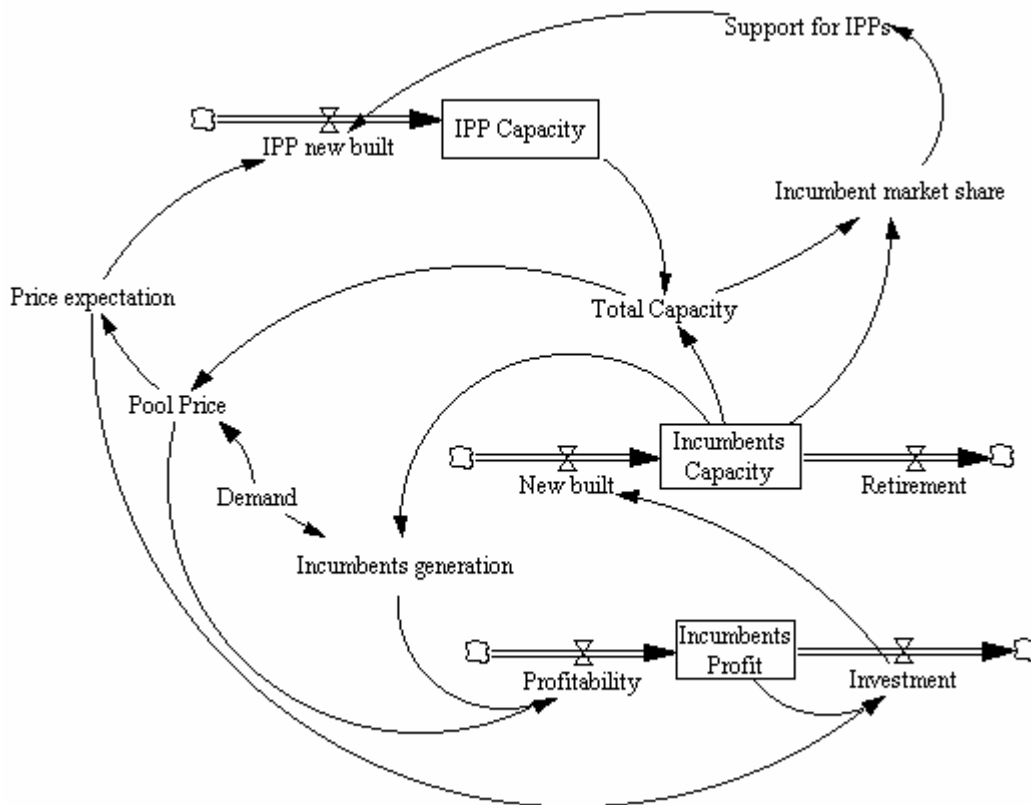 Support for IPPs
IPP Capacity
IPP new built
Incumbent market share
Price expectation
Total Capacity
Pool Price
Incumbents
Capacity
New built
Retirement
Demand
Incumbents generation
Incumbents
Profit
Profitability
Investment